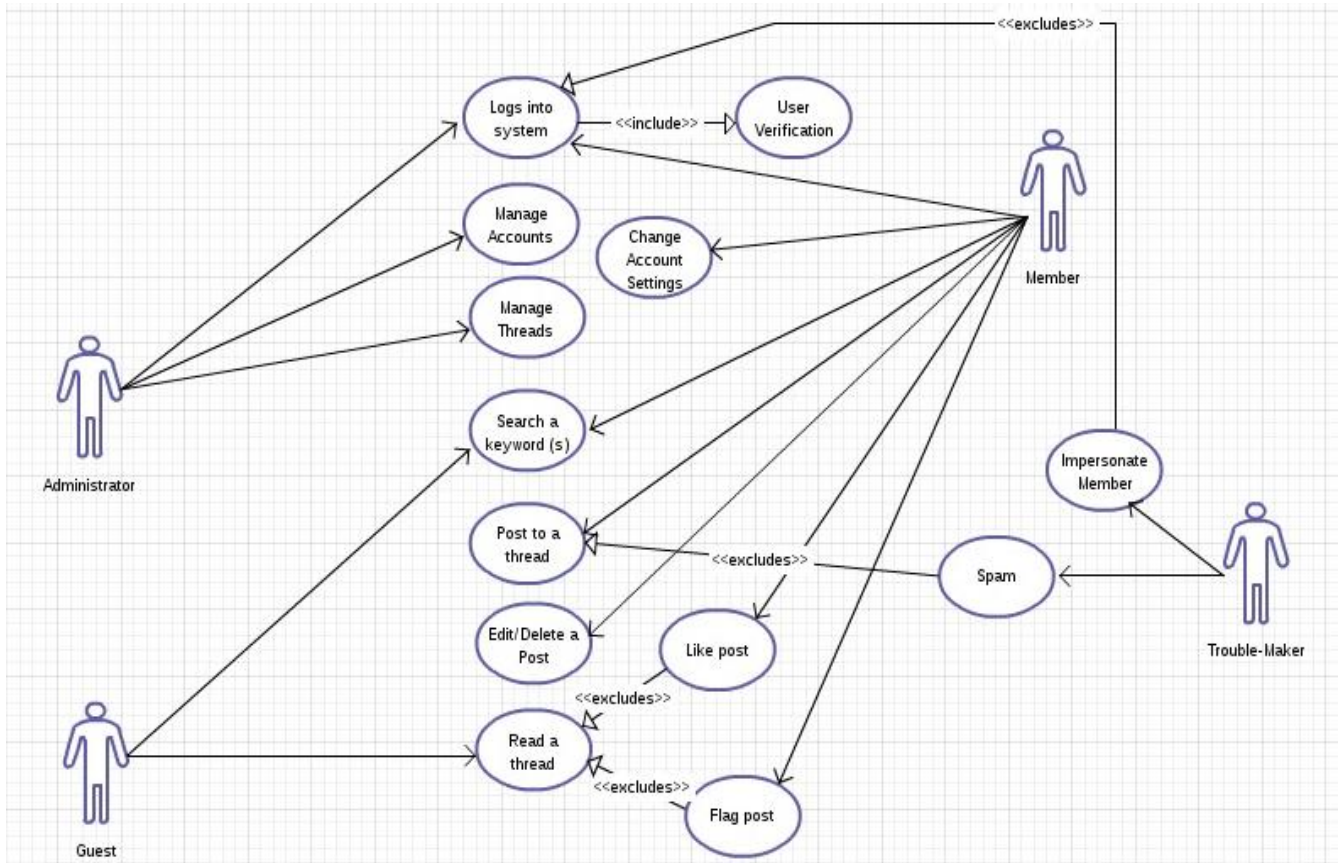 <<excludes>>
Logs into
system
<<include>>
User
Verification
Manage
Accounts
Change
Account
Settings
Member
Manage
Threads
Search a
keyword (s)
Administrator
Impersonate
Member
Post to a
thread
<<excludes>>
Spam
Edit/Delete a
Post
Like post
Trouble-Maker
<<excludes>>
Read a
thread
<<excludes>>
Flag post
Guest